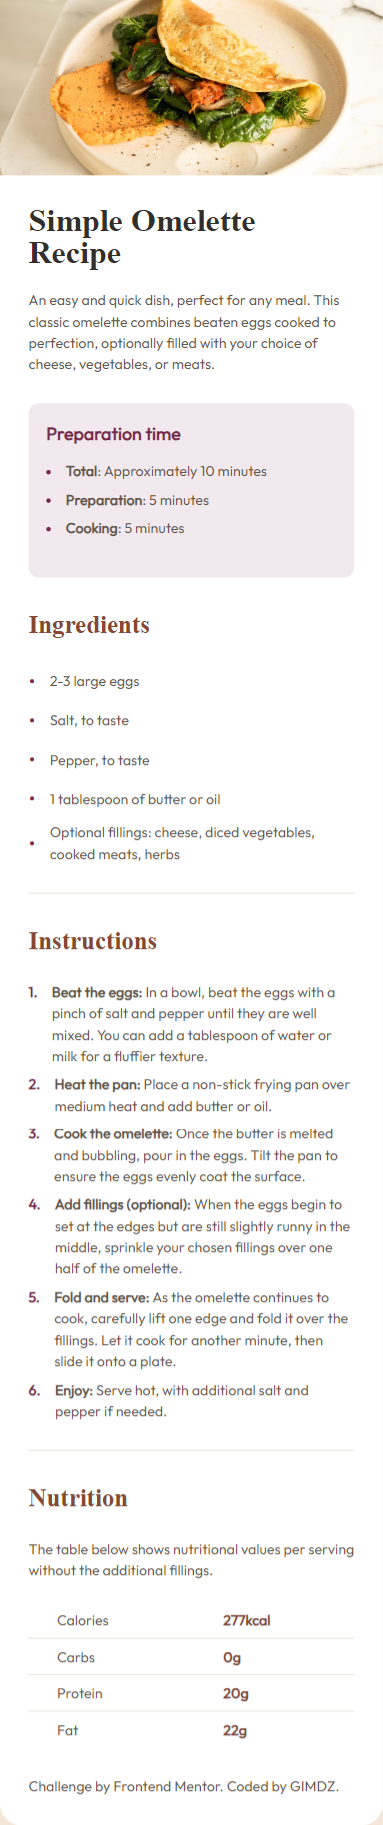 Simple Omelette
Recipe
An easy and quick dish, perfect for any meal. This
classic omelette combines beaten eggs cooked to
perfection, optionally filled with your choice of
cheese, vegetables, or meats.
Preparation time
• Total: Approximately 10 minutes
• Preparation: 5 minutes
• Cooking: 5 minutes
Ingredients
• 2-3 large eggs
• Salt, to taste
• Pepper, to taste
• 1 tablespoon of butter or oil
• Optional fillings: cheese, diced vegetables,
cooked meats, herbs
Instructions
1. Beat the eggs: In a bowl, beat the eggs with a
pinch of salt and pepper until they are well
mixed. You can add a tablespoon of water or
milk for a fluffier texture.
2. Heat the pan: Place a non-stick frying pan over
medium heat and add butter or oil.
3. Cook the omelette: Once the butter is melted
and bubbling, pour in the eggs. Tilt the pan to
ensure the eggs evenly coat the surface.
4. Add fillings (optional): When the eggs begin to
set at the edges but are still slightly runny in the
middle, sprinkle your chosen fillings over one
half of the omelette.
5. Fold and serve: As the omelette continues to
cook, carefully lift one edge and fold it over the
fillings. Let it cook for another minute, then
slide it onto a plate.
6. Enjoy: Serve hot, with additional salt and
pepper if needed.
Nutrition
The table below shows nutritional values per serving
without the additional fillings.
Calories 277kcal
Carbs 0g
Protein 20g
Fat 22g
Challenge by Frontend Mentor. Coded by GIMDZ.